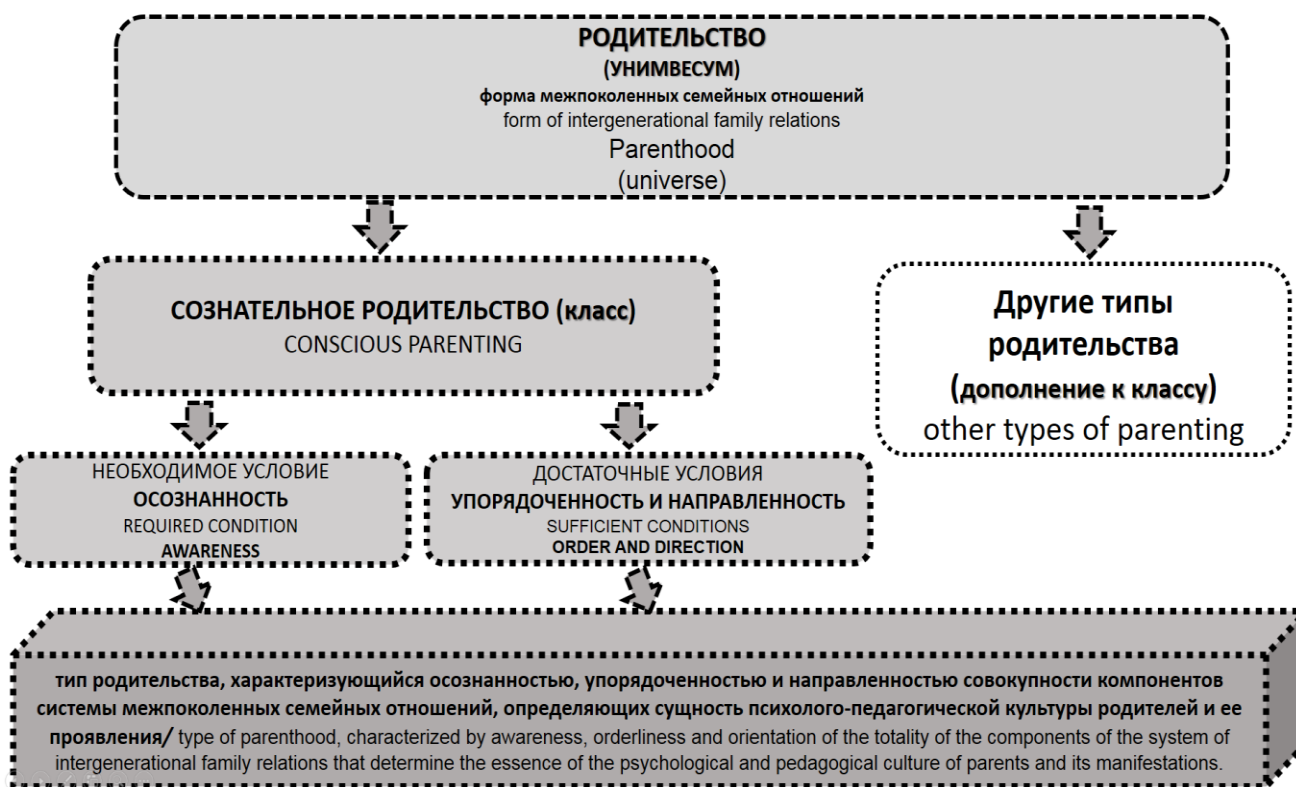 РОДИТЕЛЬСТВО
(УНИМВЕСУМ)
форма межпоколенных семейных отношений
form of intergenerational family relations
Parenthood
(universe)
СОЗНАТЕЛЬНОЕ РОДИТЕЛЬСТВО (класс)
CONSCIOUS PARENTING
Другие типы
родительства
(дополнение к классу)
other types of parenting
НЕОБХОДИМОЕ УСЛОВИЕ
ОСОЗНАННОСТЬ
REQUIRED CONDITION
AWARENESS
ДОСТАТОЧНЫЕ УСЛОВИЯ
УПОРЯДОЧЕННОСТЬ И НАПРАВЛЕННОСТЬ
SUFFICIENT CONDITIONS
ORDER AND DIRECTION
тип родительства, характеризующийся осознанностью, упорядоченностью и направленностью совокупности компонентов
системы межпоколенных семейных отношений, определяющих сущность психолого-педагогической культуры родителей и ее
проявления/ type of parenthood, characterized by awareness, orderliness and orientation of the totality of the components of the system of
intergenerational family relations that determine the essence of the psychological and pedagogical culture of parents and its manifestations.